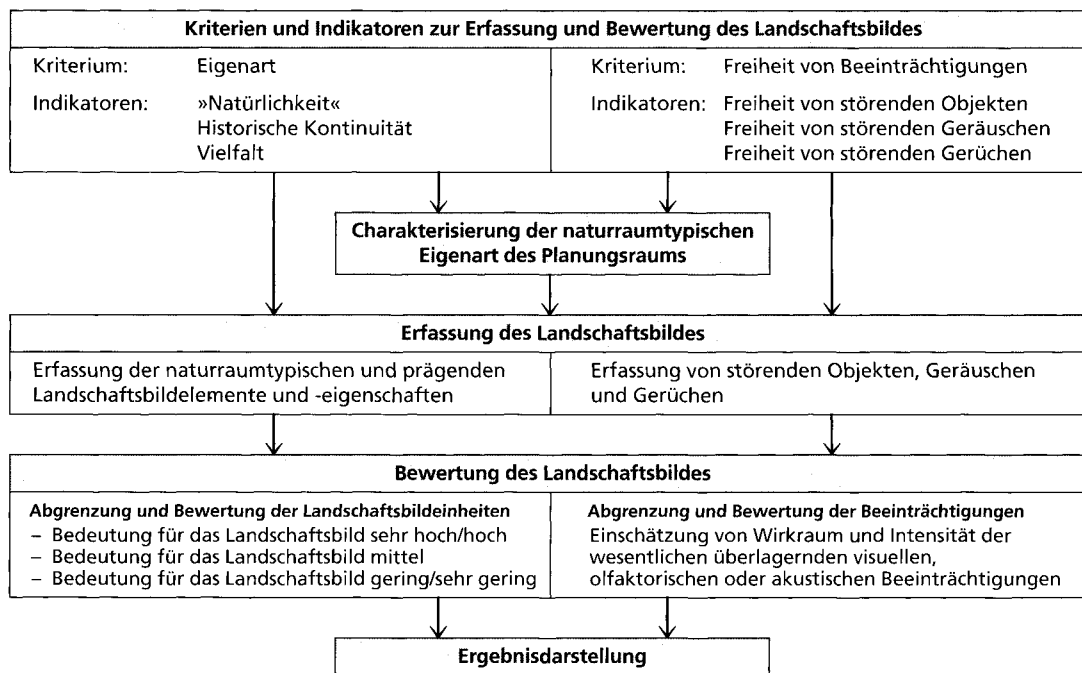 Kriterien und Indikatoren zur Erfassung und Bewertung des Landschaftsbildes
Kriterium: Eigenart
Indikatoren: »Natürlichkeit«
Historische Kontinuität
Vielfalt
Kriterium: Freiheit von Beeinträchtigungen
Indikatoren: Freiheit von störenden Objekten
Freiheit von störenden Geräuschen
Freiheit von störenden Gerüchen
Charakterisierung der naturraumtypischen
Eigenart des Planungsraums
Erfassung des Landschaftsbildes
Erfassung der naturraumtypischen und prägenden
Landschaftsbildelemente und -eigenschaften
Erfassung von störenden Objekten, Geräuschen
und Gerüchen
Bewertung des Landschaftsbildes
Abgrenzung und Bewertung der Landschaftsbildeinheiten
– Bedeutung für das Landschaftsbild sehr hoch/hoch
– Bedeutung für das Landschaftsbild mittel
– Bedeutung für das Landschaftsbild gering/sehr gering
Abgrenzung und Bewertung der Beeinträchtigungen
Einschätzung von Wirkraum und Intensität der
wesentlichen überlagernden visuellen,
olfaktorischen oder akustischen Beeinträchtigungen
Ergebnisdarstellung